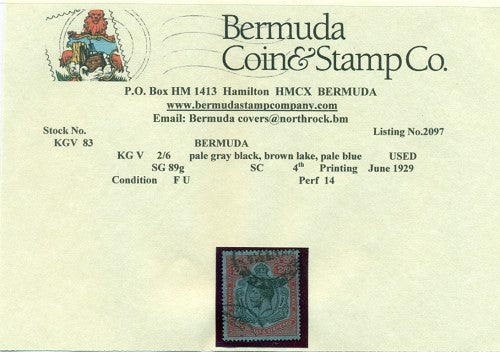 Bermuda
Coin&Stamp Co.
P.O. Box HM 1413 Hamilton HMCX BERMUDA
www.bermudastampcompany.com
Email: Bermuda covers@northrock.bm
Stock No. Listing No.2097
KGV 83 BERMUDA
KG V 2/6 pale gray black, brown lake, pale blue USED
SG 89g SC 4th Printing June 1929
Condition F U Perf 14